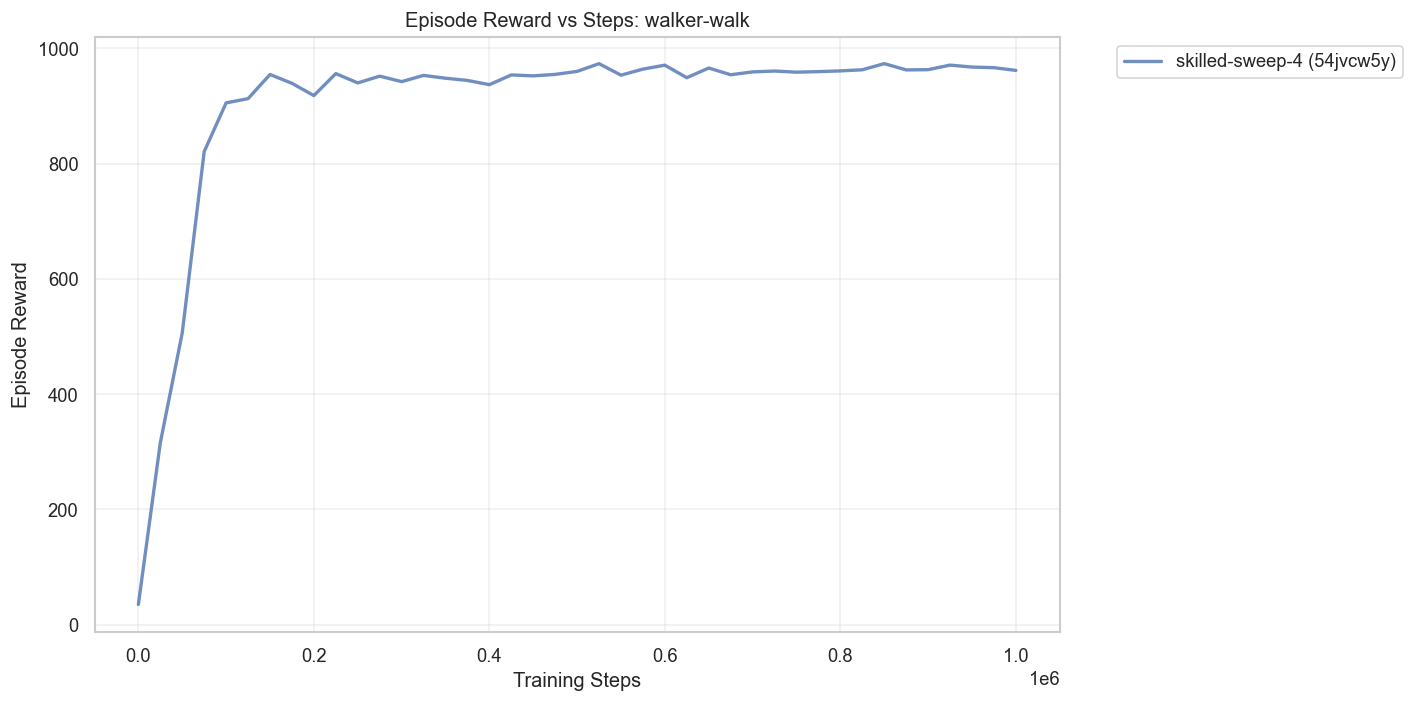 Episode Reward vs Steps: walker-walk
skilled-sweep-4 (54jvcw5y)
Episode Reward
1000
800
600
400
200
0
0.0 0.2 0.4 0.6 0.8 1.0
1e6
Training Steps